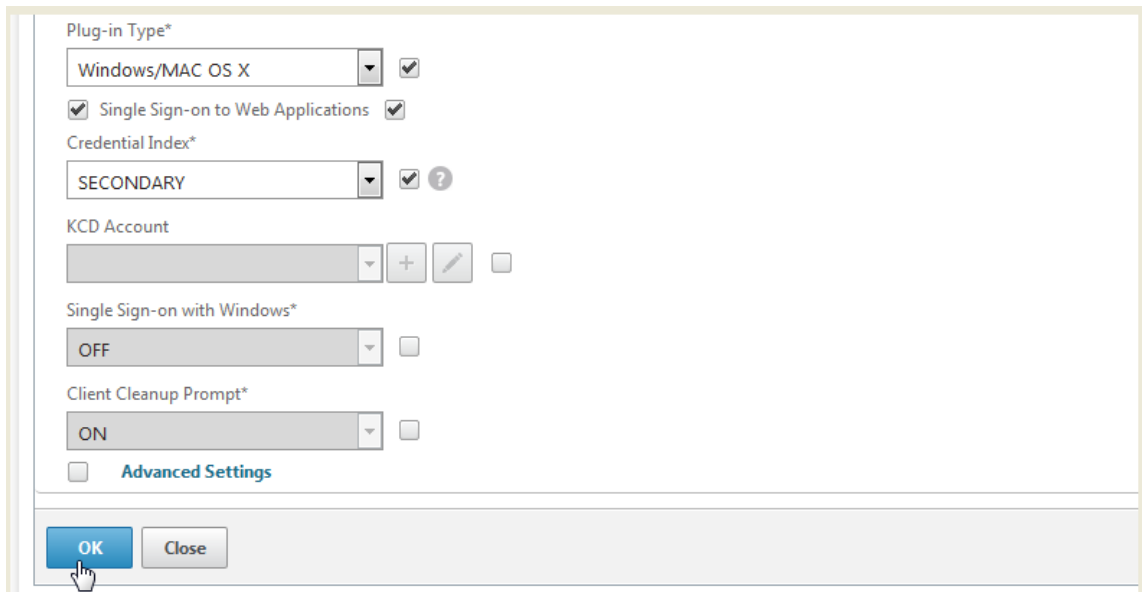 Plug-in Type*
Windows/MAC OS X
Single Sign-on to Web Applications
Credential Index*
SECONDARY
?
KCD Account
+
Single Sign-on with Windows*
OFF
Client Cleanup Prompt*
ON
Advanced Settings
OK Close